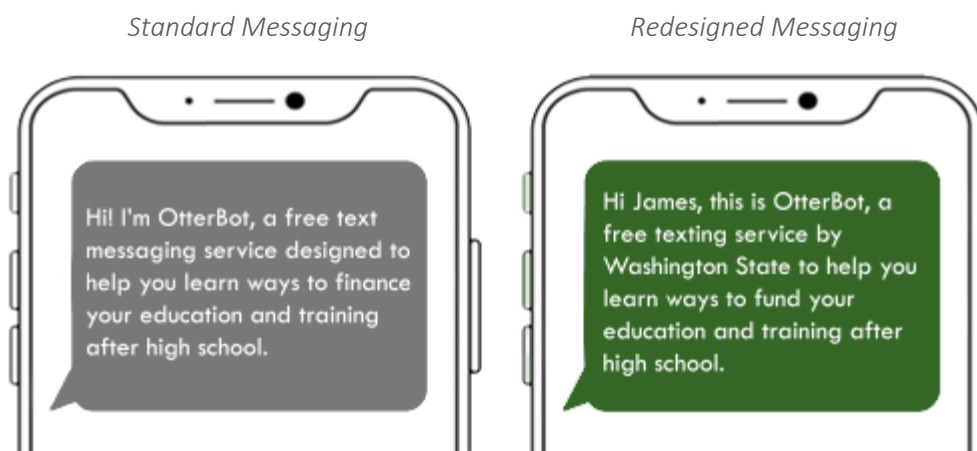 Standard Messaging
Redesigned Messaging
Hi! I'm OtterBot, a free text
messaging service designed to
help you learn ways to finance
your education and training
after high school.
Hi James, this is OtterBot, a
free texting service by
Washington State to help you
learn ways to fund your
education and training after
high school.